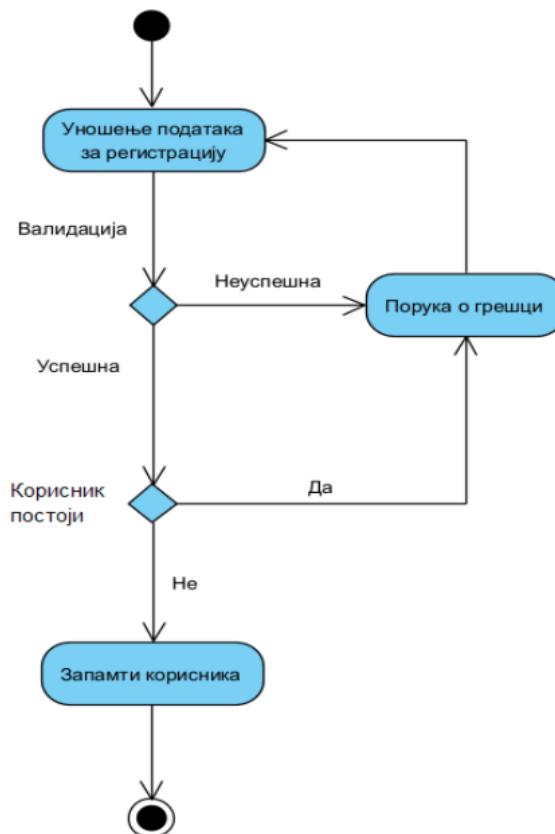 Уношење података
за регистрацију
Валидација
Неуспешна
Порука о грешци
Успешна
Корисник
постоји
Да
Не
Запамти корисника